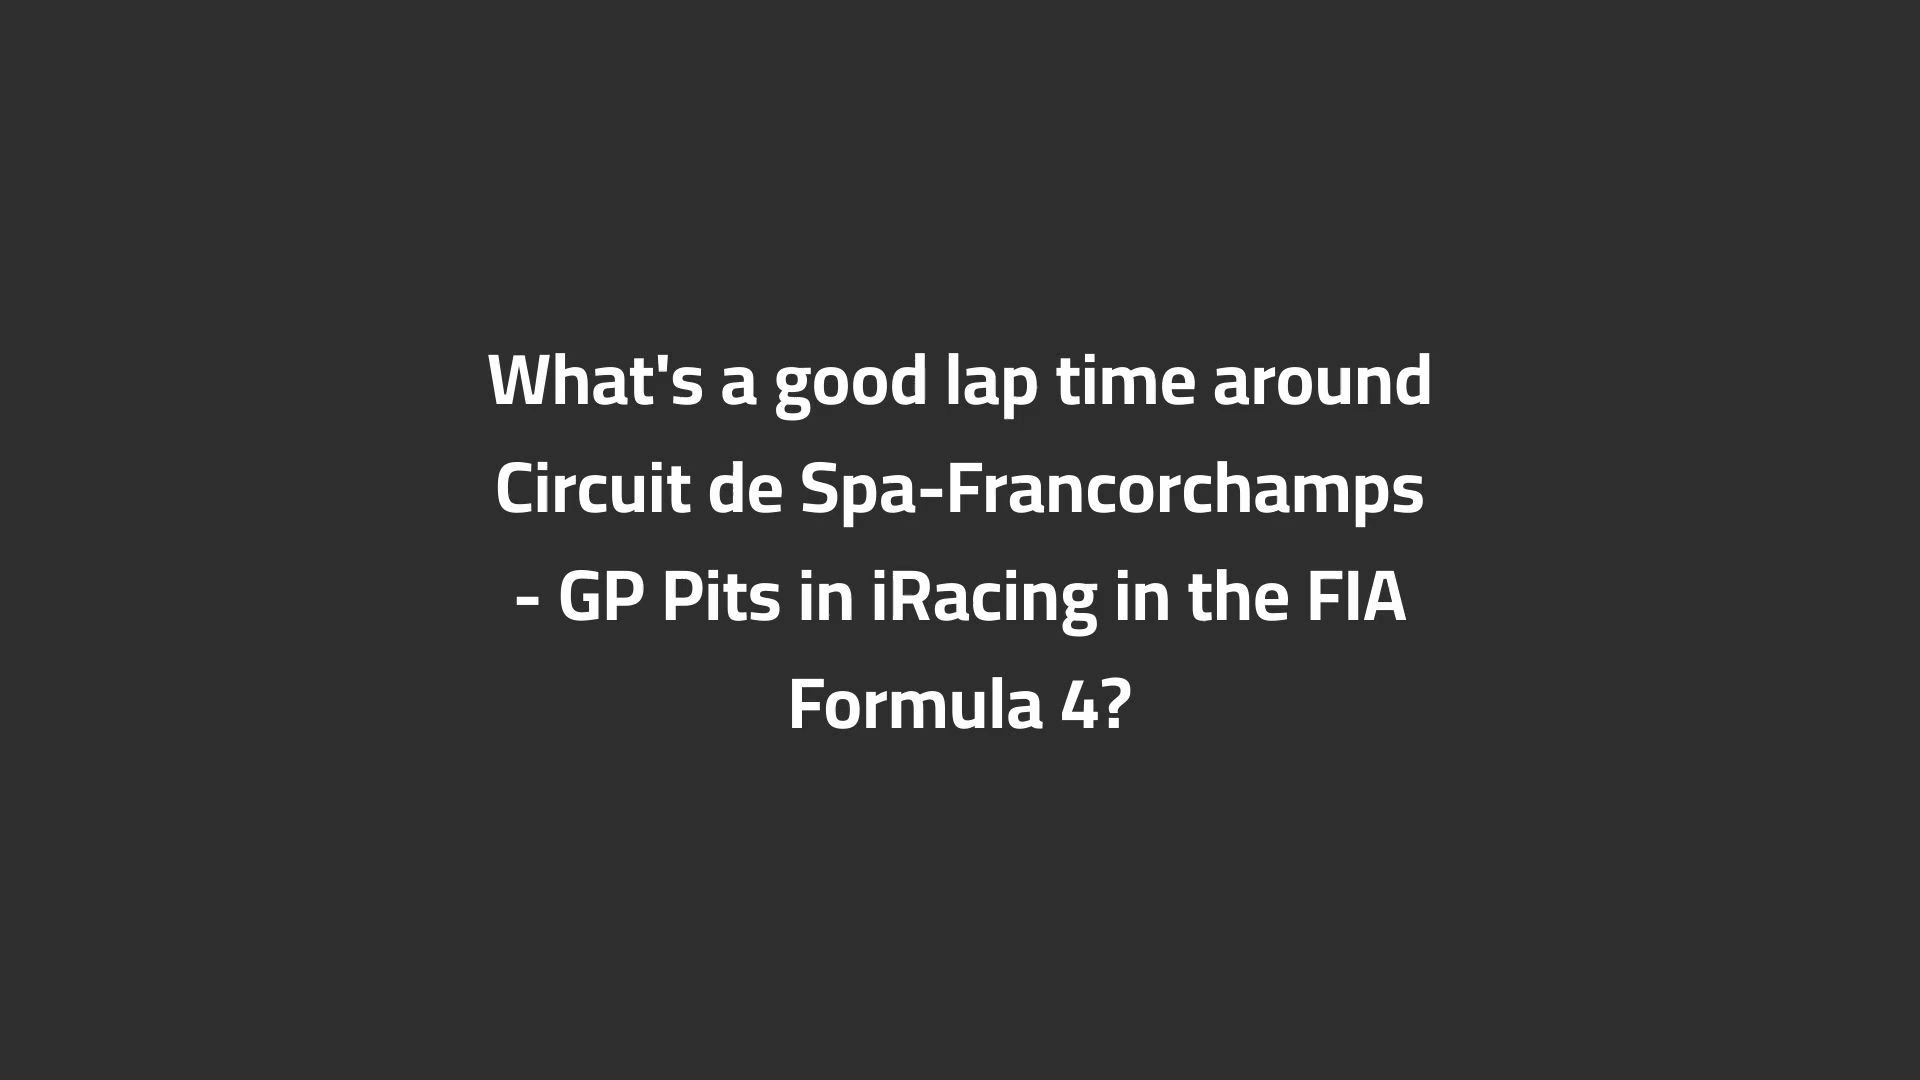 What's a good lap time around
Circuit de Spa-Francorchamps
- GP Pits in iRacing in the FIA
Formula 4?